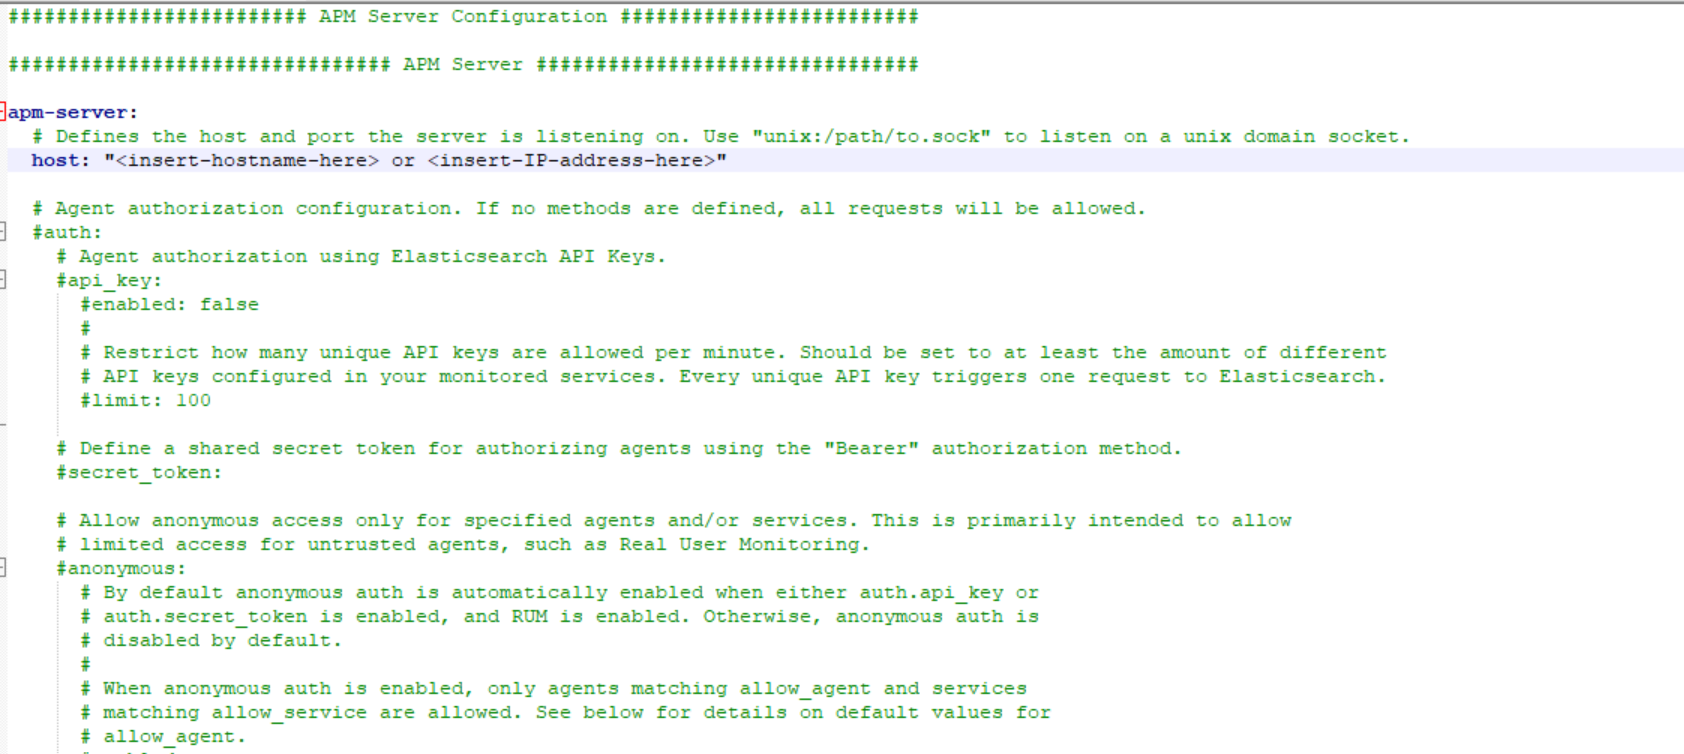 ######################### APM Server Configuration #########################
################################ APM Server ################################
apm-server:
# Defines the host and port the server is listening on. Use "unix:/path/to.sock" to listen on a unix domain socket.
host: "<insert-hostname-here> or <insert-IP-address-here>"
# Agent authorization configuration. If no methods are defined, all requests will be allowed.
#auth:
# Agent authorization using Elasticsearch API Keys.
#api_key:
#enabled: false
#
# Restrict how many unique API keys are allowed per minute. Should be set to at least the amount of different
# API keys configured in your monitored services. Every unique API key triggers one request to Elasticsearch.
#limit: 100
# Define a shared secret token for authorizing agents using the "Bearer" authorization method.
#secret_token:
# Allow anonymous access only for specified agents and/or services. This is primarily intended to allow
# limited access for untrusted agents, such as Real User Monitoring.
#anonymous:
# By default anonymous auth is automatically enabled when either auth.api_key or
# auth.secret_token is enabled, and RUM is enabled. Otherwise, anonymous auth is
# disabled by default.
#
# When anonymous auth is enabled, only agents matching allow_agent and services
# matching allow_service are allowed. See below for details on default values for
# allow_agent.